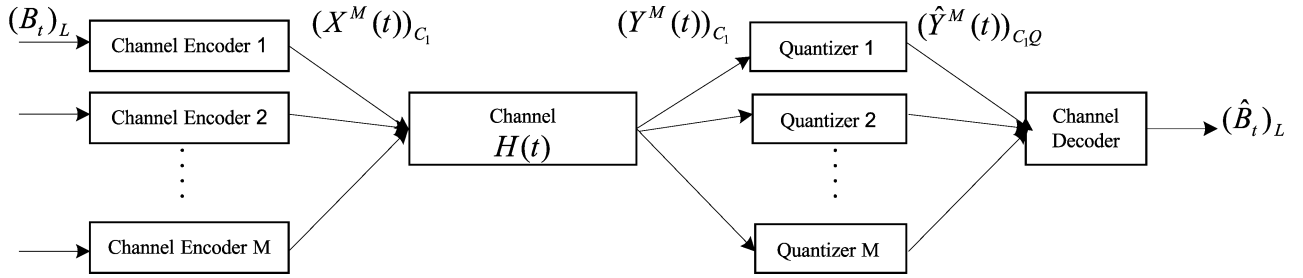 (B_t)_L
Channel Encoder 1
(X^M(t))_{C_1}
(Y^M(t))_{C_1}
Quantizer 1
(Ŷ^M(t))_{C_1Q}
Channel Encoder 2
Channel
H(t)
Quantizer 2
Channel
Decoder
(B̂_t)_L
Channel Encoder M
Quantizer M